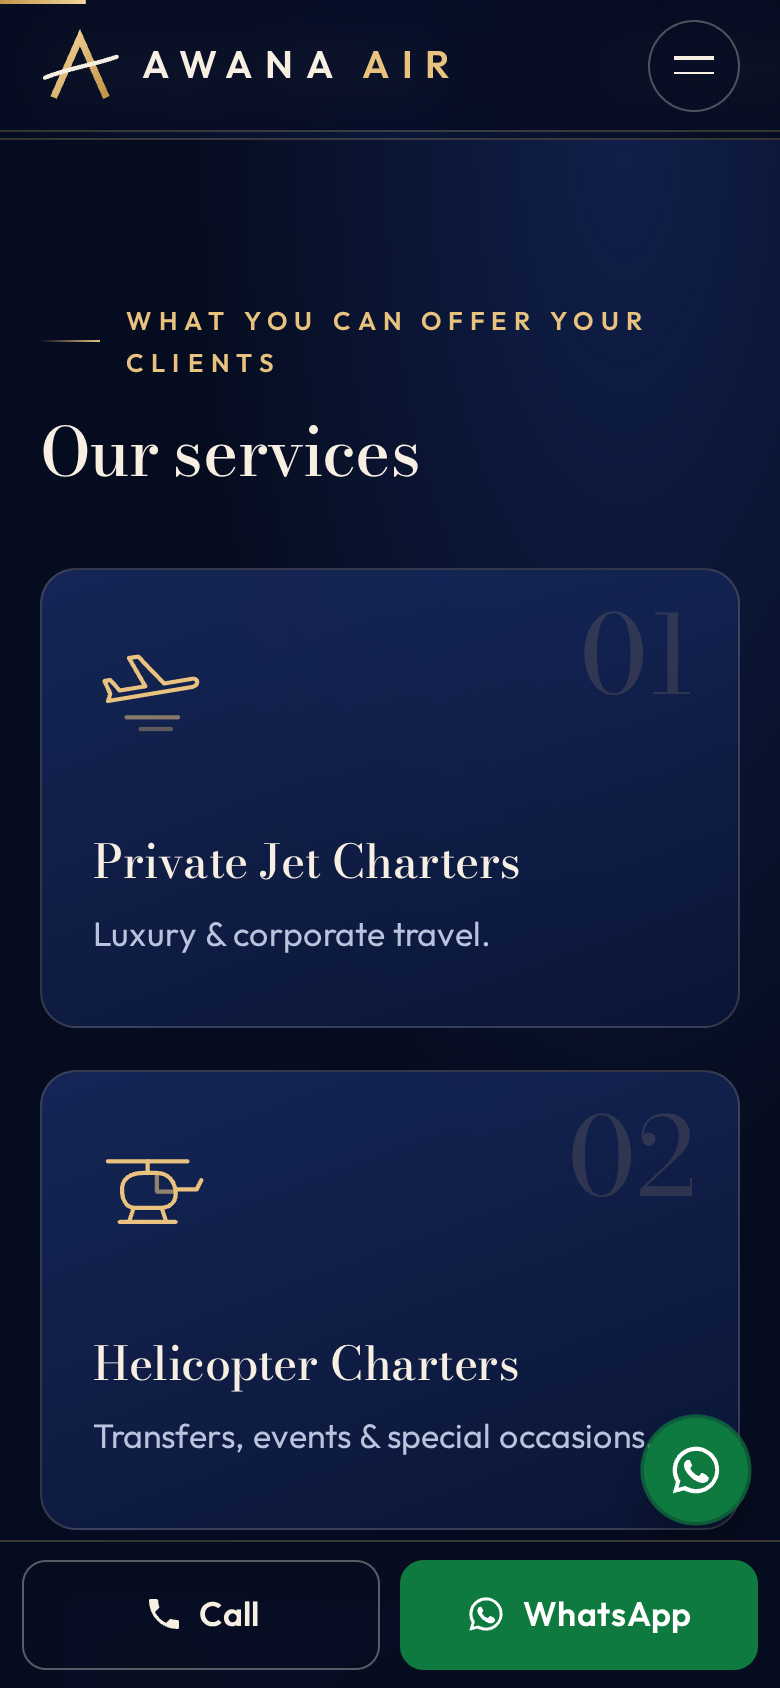 AWANA AIR
WHAT YOU CAN OFFER YOUR
CLIENTS
Our services
01
Private Jet Charters
Luxury & corporate travel.
02
Helicopter Charters
Transfers, events & special occasions.
Call
WhatsApp